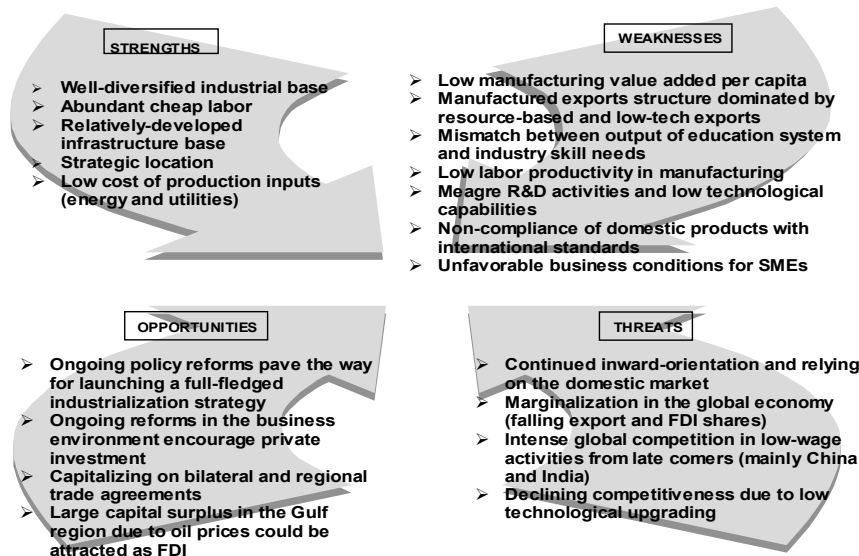 STRENGTHS
➢ Well-diversified industrial base
➢ Abundant cheap labor
➢ Relatively-developed
infrastructure base
➢ Strategic location
➢ Low cost of production inputs
(energy and utilities)
WEAKNESSES
➢ Low manufacturing value added per capita
➢ Manufactured exports structure dominated by
resource-based and low-tech exports
➢ Mismatch between output of education system
and industry skill needs
➢ Low labor productivity in manufacturing
➢ Meagre R&D activities and low technological
capabilities
➢ Non-compliance of domestic products with
international standards
➢ Unfavorable business conditions for SMEs
OPPORTUNITIES
➢ Ongoing policy reforms pave the way
for launching a full-fledged
industrialization strategy
➢ Ongoing reforms in the business
environment encourage private
investment
➢ Capitalizing on bilateral and regional
trade agreements
➢ Large capital surplus in the Gulf
region due to oil prices could be
attracted as FDI
THREATS
➢ Continued inward-orientation and relying
on the domestic market
➢ Marginalization in the global economy
(falling export and FDI shares)
➢ Intense global competition in low-wage
activities from late comers (mainly China
and India)
➢ Declining competitiveness due to low
technological upgrading